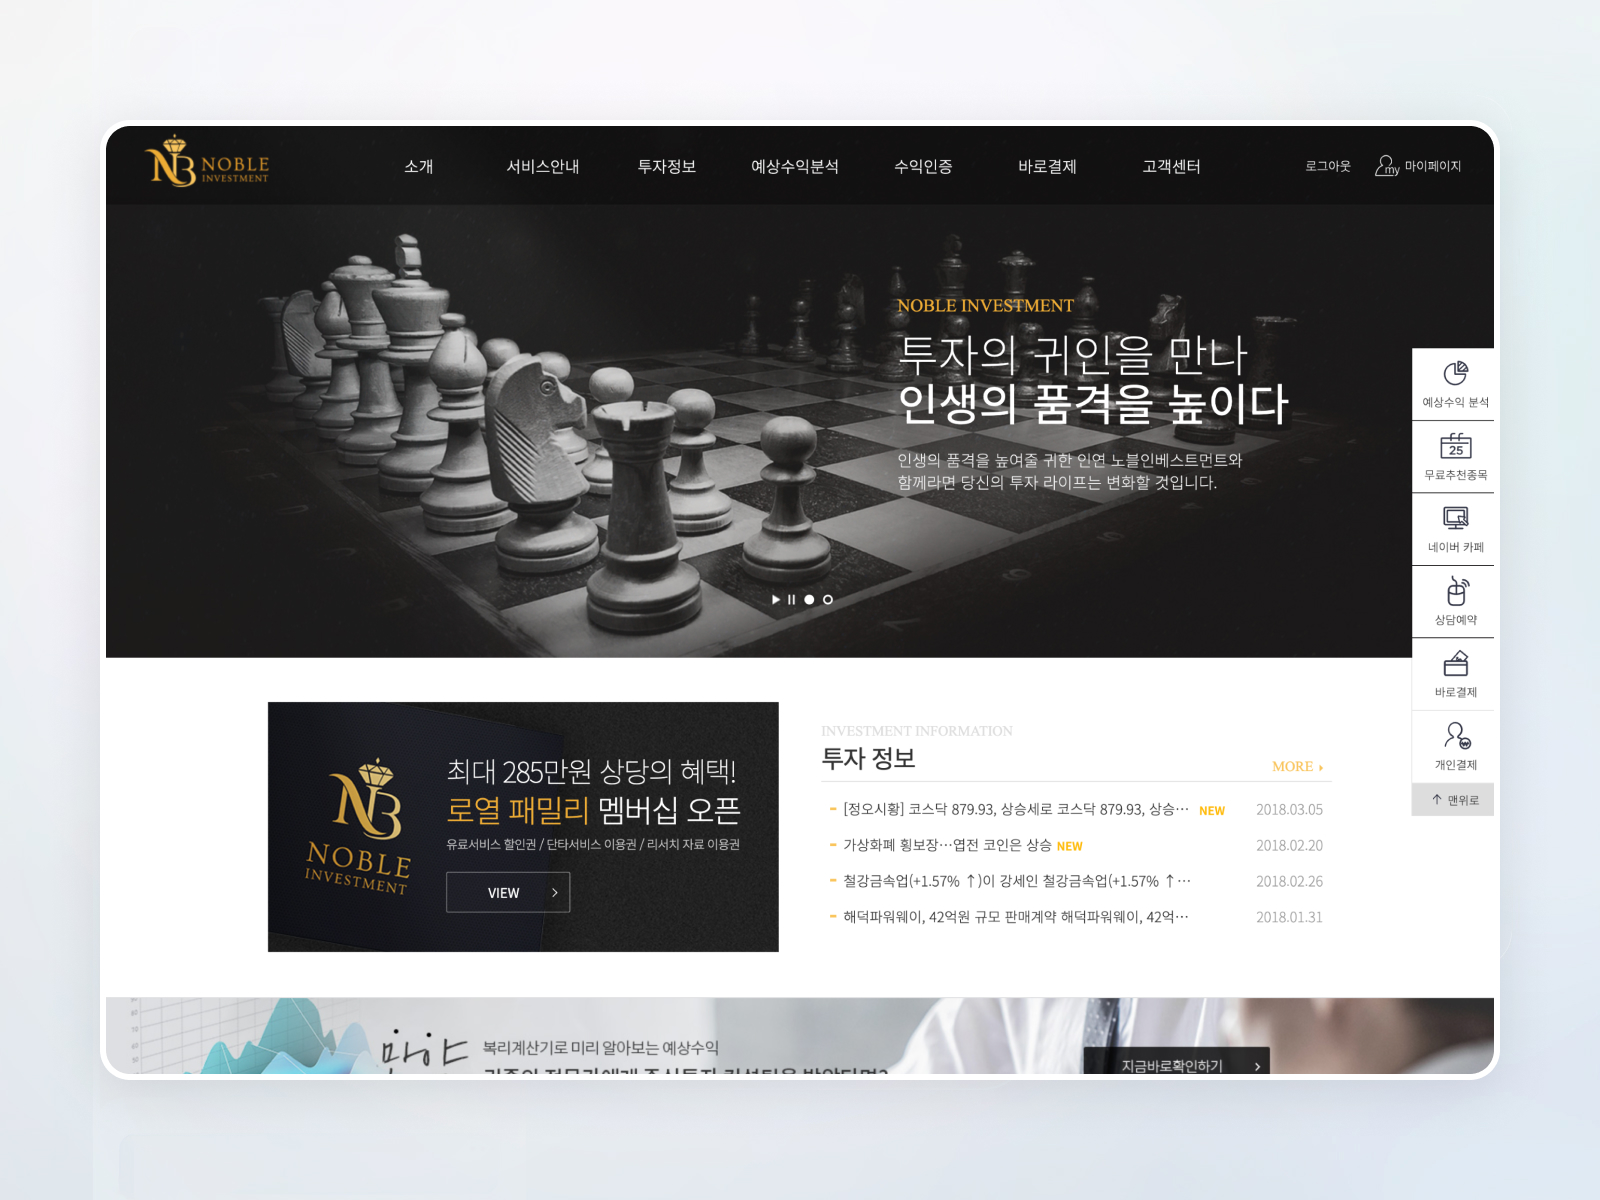 NB NOBLE
INVESTMENT
소개 서비스안내 투자정보 예상수익분석 수익인증 바로결제 고객센터 로그아웃 my 마이페이지
NOBLE INVESTMENT
투자의 귀인을 만나
인생의 품격을 높이다
인생의 품격을 높여줄 귀한 인연 노블인베스트먼트와
함께라면 당신의 투자 라이프는 변화할 것입니다.
예상수익 분석
25
무료추천종목
네이버 카페
상담예약
바로결제
개인결제
↑ 맨위로
NB
NOBLE
INVESTMENT
최대 285만원 상당의 혜택!
로열 패밀리 멤버십 오픈
유료서비스 할인권 / 단타서비스 이용권 / 리서치 자료 이용권
VIEW
INVESTMENT INFORMATION
투자 정보
MORE
[정오시황] 코스닥 879.93, 상승세로 코스닥 879.93, 상승… NEW 2018.03.05
가상화폐 횡보장…엽전 코인은 상승 NEW 2018.02.20
철강금속업(+1.57% ↑)이 강세인 철강금속업(+1.57% ↑… 2018.02.26
해덕파워웨이, 42억원 규모 판매계약 해덕파워웨이, 42억… 2018.01.31
만약
복리계산기로 미리 알아보는 예상수익
지금바로확인하기